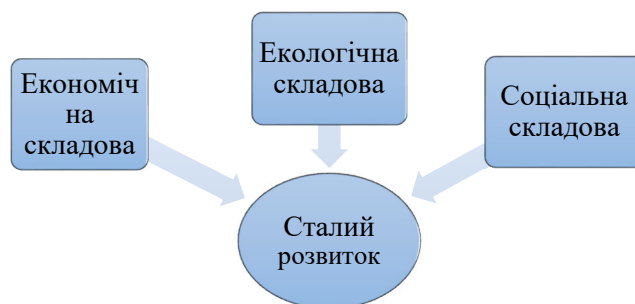 Економіч
на
складова
Екологічна
складова
Соціальна
складова
Сталий
розвиток